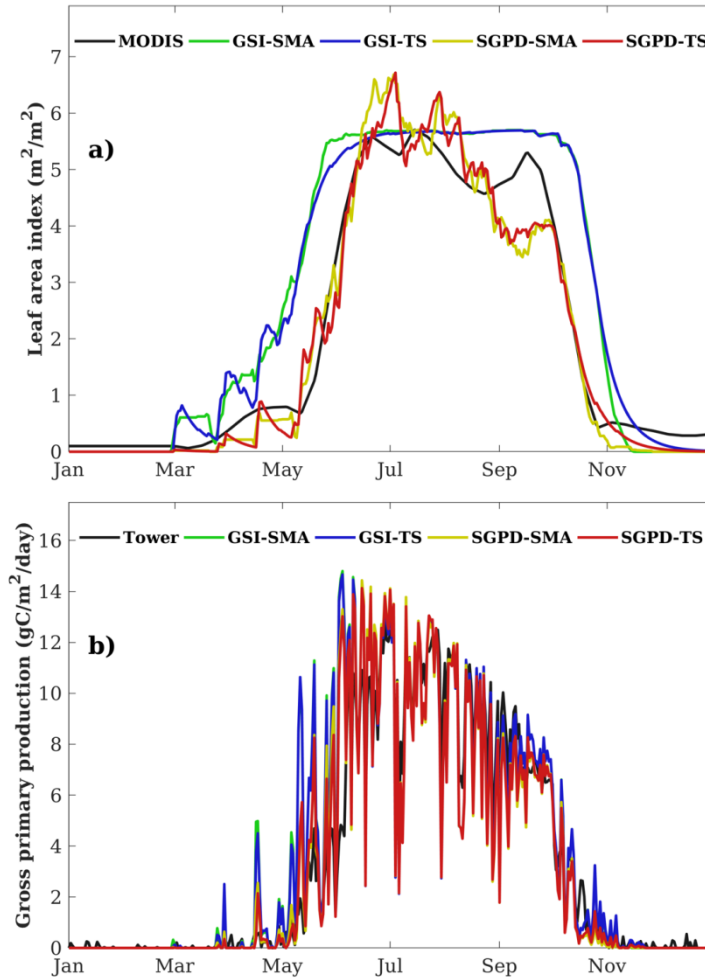 7
MODIS GSI-SMA GSI-TS SGPD-SMA SGPD-TS
6
a)
5
4
3
2
1
0
Leaf area index (m²/m²)
Jan Mar May Jul Sep Nov
16
Tower GSI-SMA GSI-TS SGPD-SMA SGPD-TS
14
b)
12
10
8
6
4
2
0
Gross primary production (gC/m²/day)
Jan Mar May Jul Sep Nov